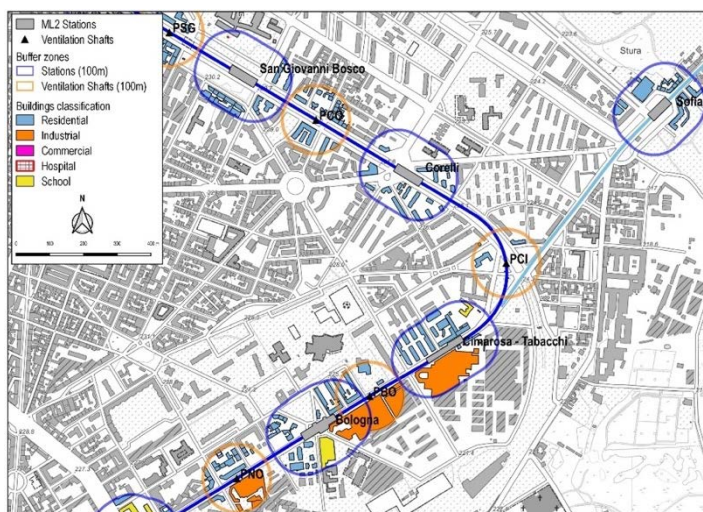 ML2 Stations
Ventilation Shafts
Buffer zones
Stations (100m)
Ventilation Shafts (100m)
Buildings classification
Residential
Industrial
Commercial
Hospital
School
N
PSG
San Giovanni Bosco
PCO
Corelli
Sofia
Stura
PCI
Cimarosa - Tabacchi
PBO
Bologna
PNO